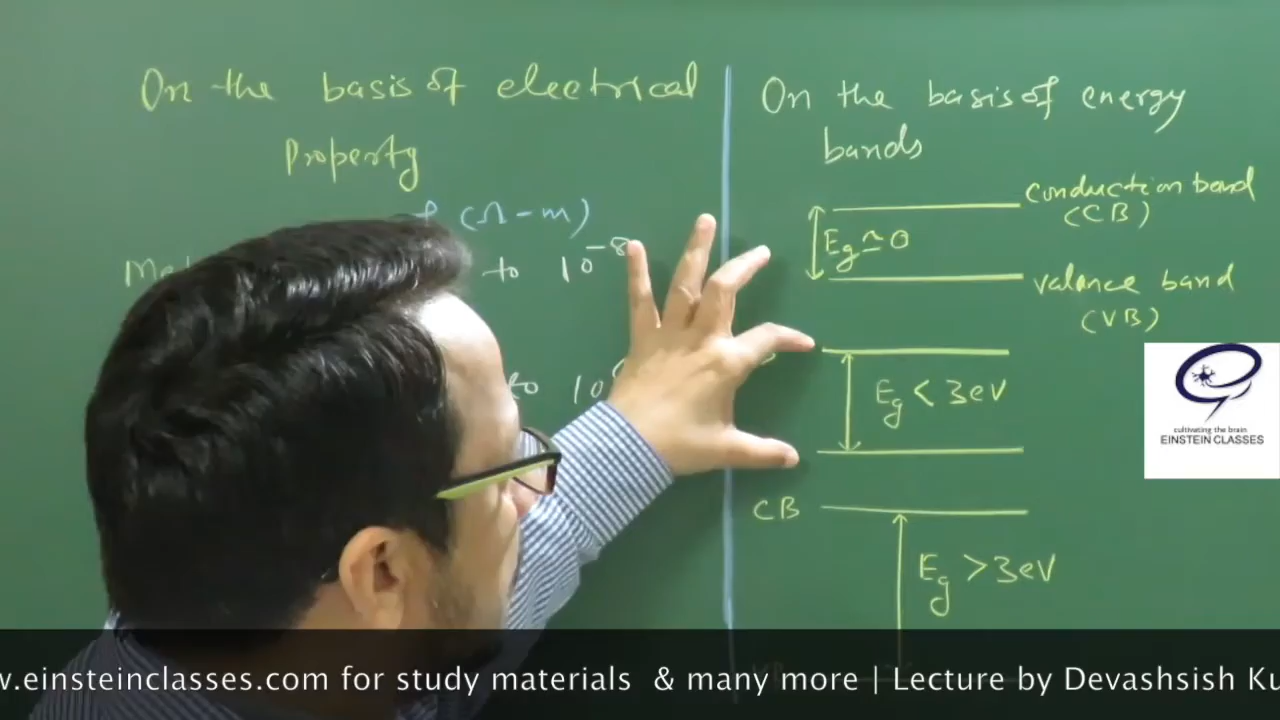 On the basis of electrical
Property
ρ (Ω-m)
to 10⁻⁸
to 10
On the basis of energy
bands
conduction band
(CB)
Eg ≃ 0
valance band
(VB)
Eg < 3eV
CB
Eg > 3eV
cultivating the brain
EINSTEIN CLASSES
w.einsteinclasses.com for study materials & many more | Lecture by Devashsish Ku